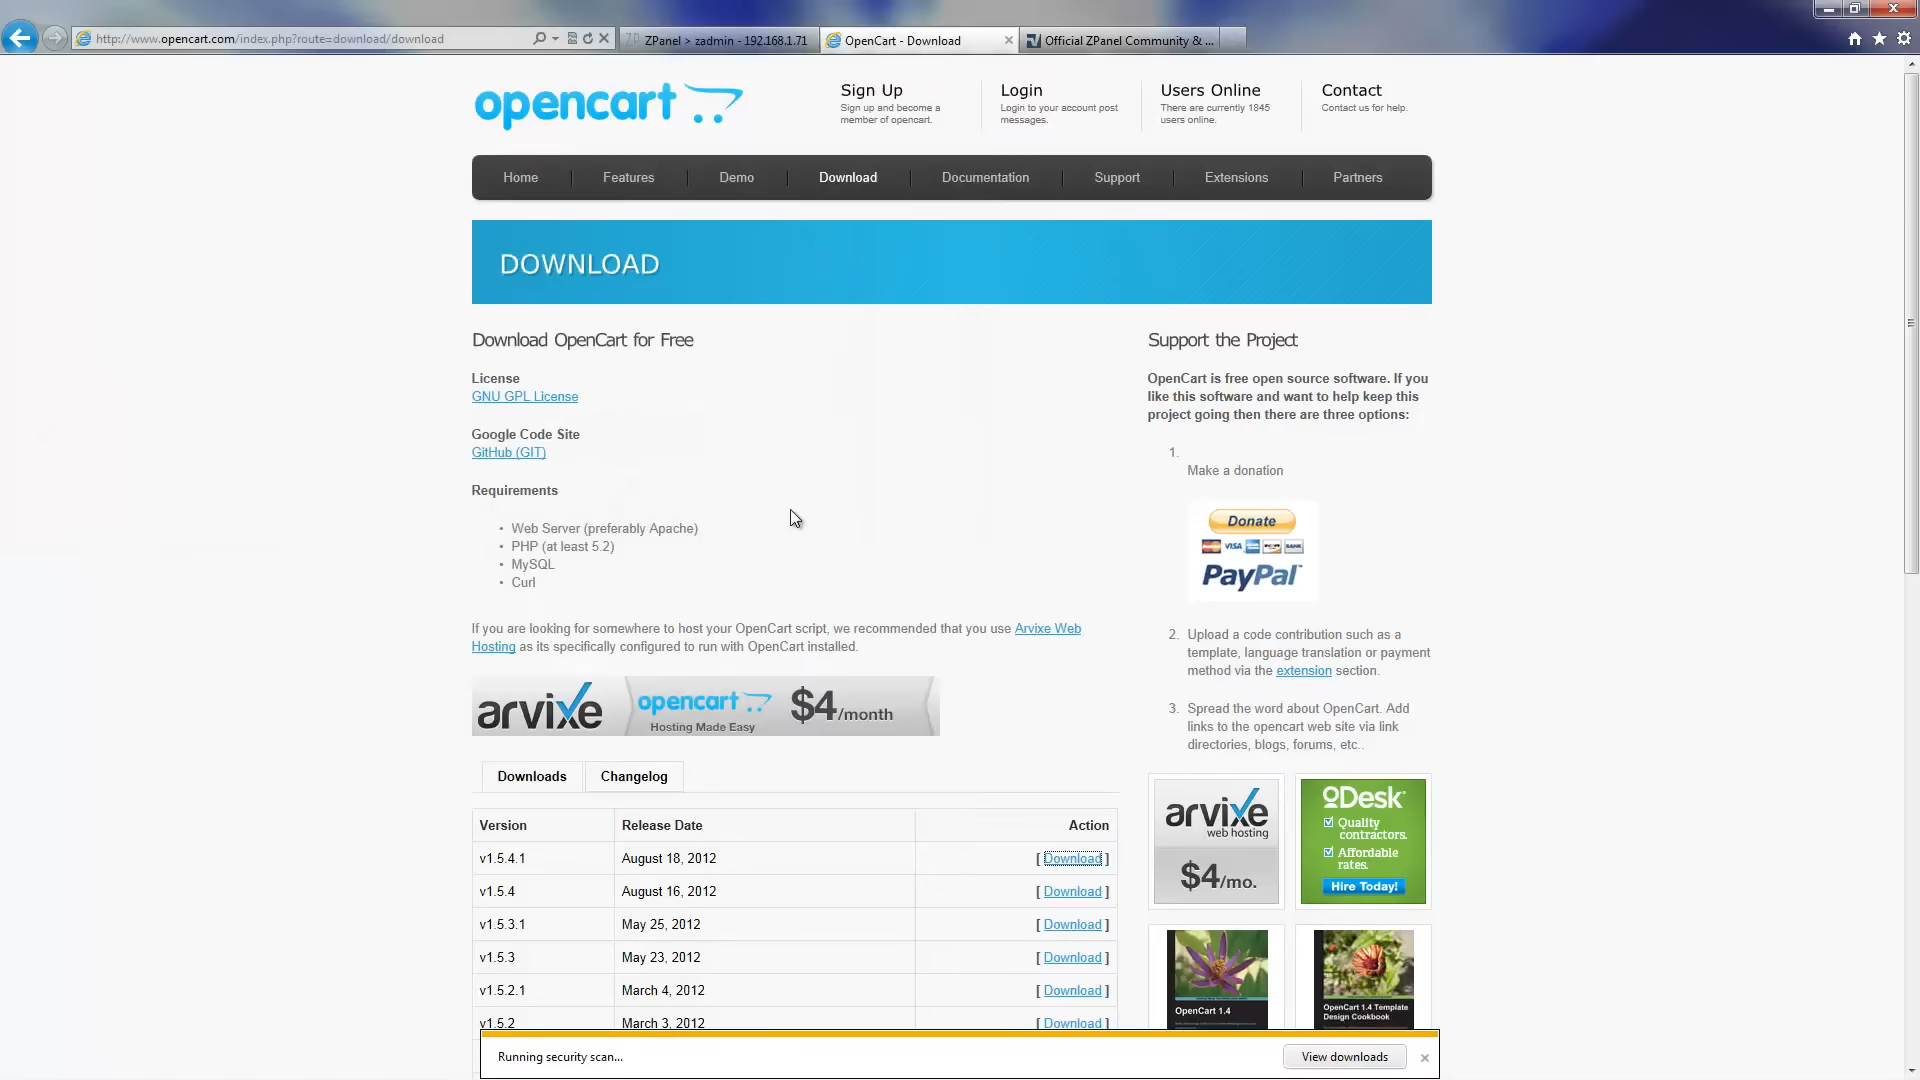 http://www.opencart.com/index.php?route=download/download
ZPanel > zadmin - 192.168.1.71
OpenCart - Download
Official ZPanel Community & ...
opencart
Sign Up
Sign up and become a
member of opencart.
Login
Login to your account post
messages.
Users Online
There are currently 1845
users online.
Contact
Contact us for help.
Home
Features
Demo
Download
Documentation
Support
Extensions
Partners
DOWNLOAD
Download OpenCart for Free
License
GNU GPL License
Google Code Site
GitHub (GIT)
Requirements
• Web Server (preferably Apache)
• PHP (at least 5.2)
• MySQL
• Curl
If you are looking for somewhere to host your OpenCart script, we recommended that you use Arvixe Web
Hosting as its specifically configured to run with OpenCart installed.
arvixe
opencart
Hosting Made Easy
$4/month
Downloads
Changelog
Version Release Date Action
v1.5.4.1 August 18, 2012 [ Download ]
v1.5.4 August 16, 2012 [ Download ]
v1.5.3.1 May 25, 2012 [ Download ]
v1.5.3 May 23, 2012 [ Download ]
v1.5.2.1 March 4, 2012 [ Download ]
v1.5.2 March 3, 2012 [ Download ]
Support the Project
OpenCart is free open source software. If you
like this software and want to help keep this
project going then there are three options:
1.
Make a donation
Donate
VISA
BANK
PayPal
2. Upload a code contribution such as a
template, language translation or payment
method via the extension section.
3. Spread the word about OpenCart. Add
links to the opencart web site via link
directories, blogs, forums, etc..
arvixe
web hosting
$4/mo.
oDesk
Quality
contractors.
Affordable
rates.
Hire Today!
OpenCart 1.4
OpenCart 1.4 Template
Design Cookbook
Running security scan...
View downloads